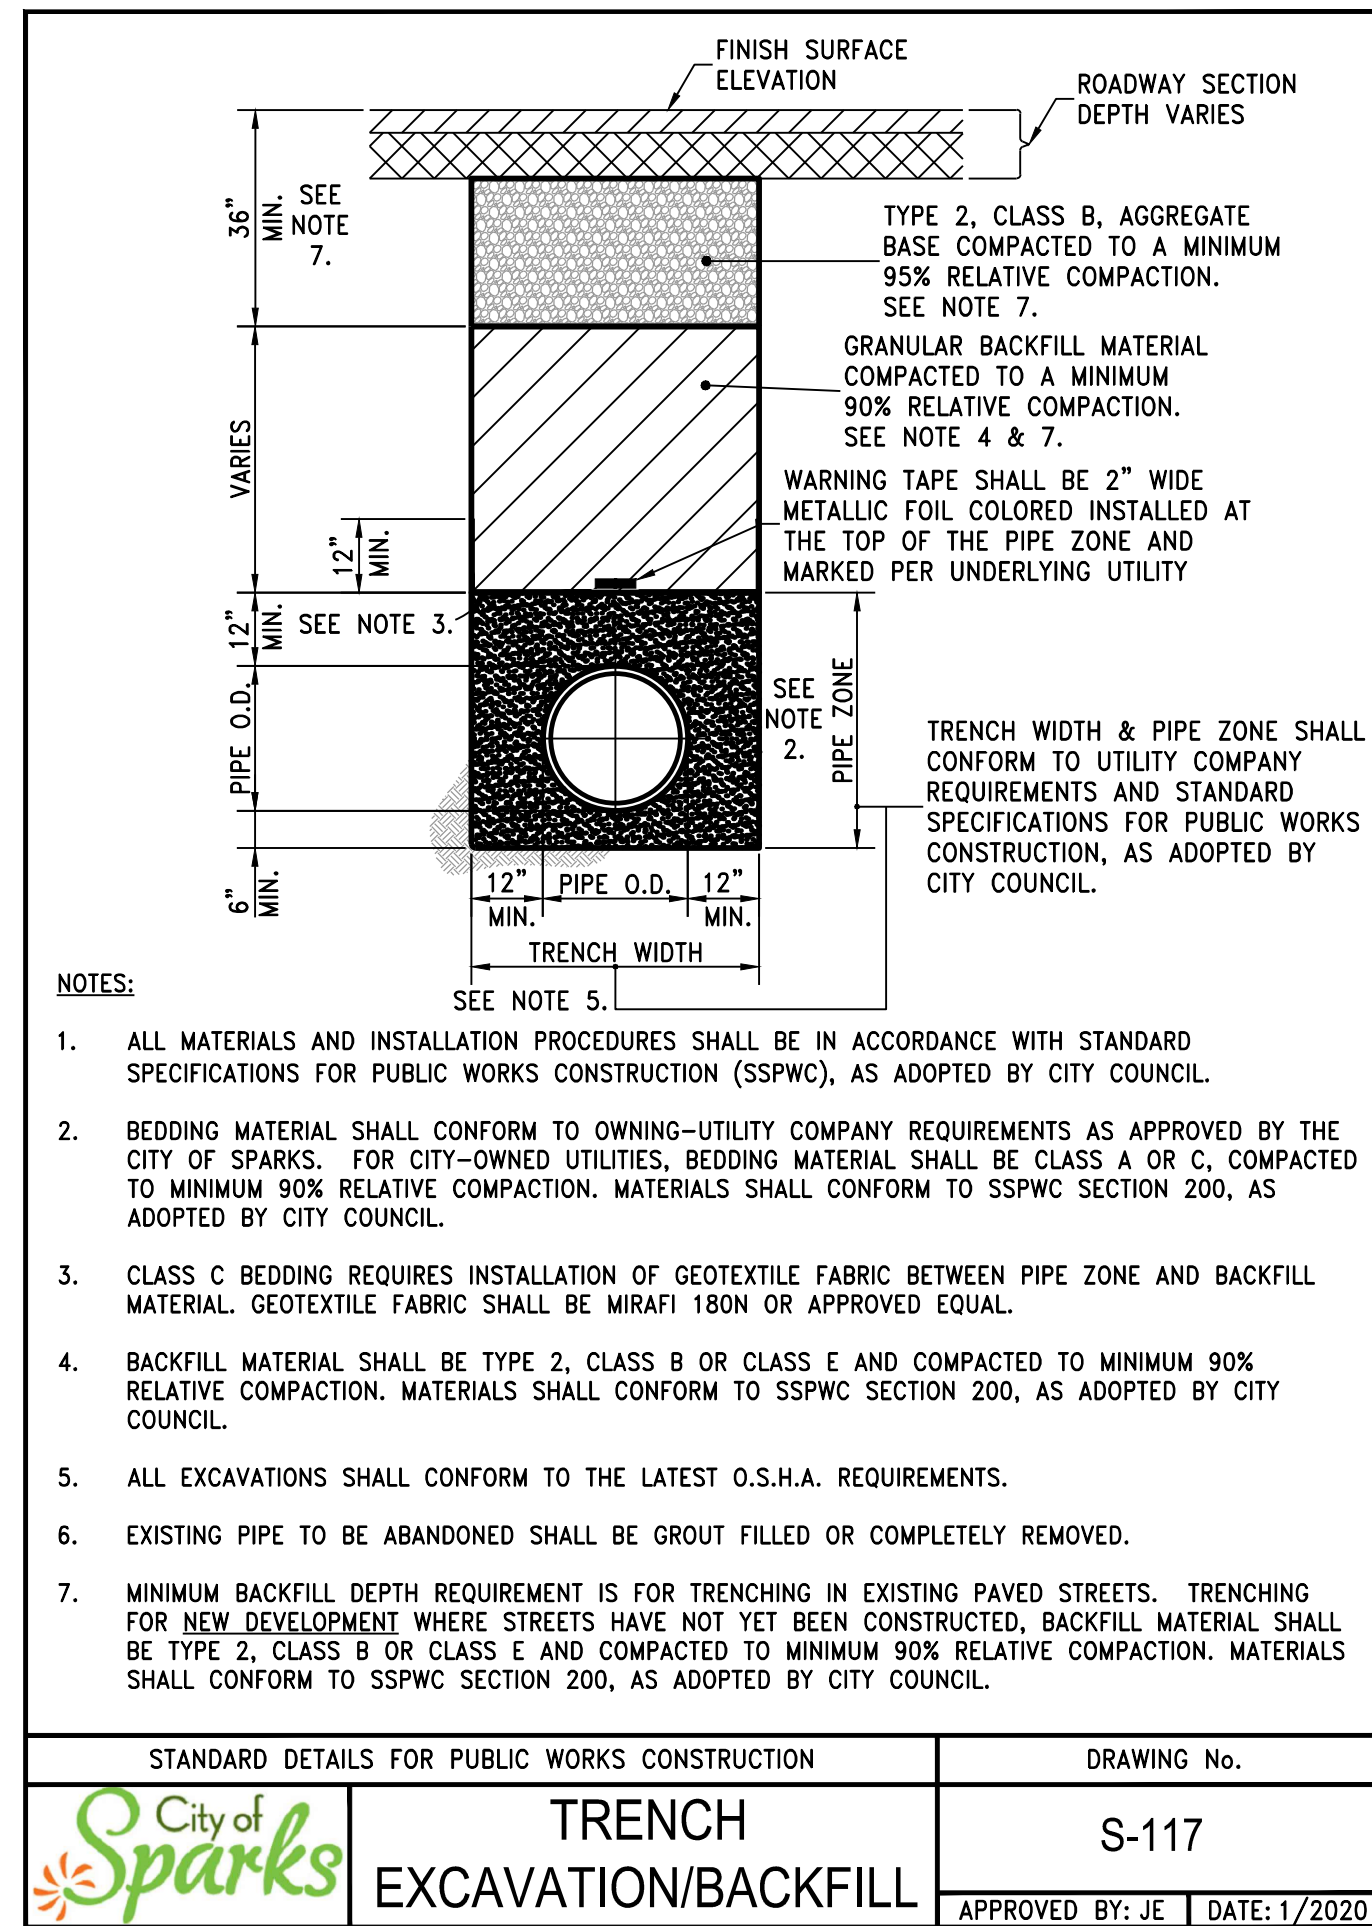 FINISH SURFACE
ELEVATION
ROADWAY SECTION
DEPTH VARIES
36"
MIN.
SEE
NOTE
7.
TYPE 2, CLASS B, AGGREGATE
BASE COMPACTED TO A MINIMUM
95% RELATIVE COMPACTION.
SEE NOTE 7.
GRANULAR BACKFILL MATERIAL
COMPACTED TO A MINIMUM
90% RELATIVE COMPACTION.
SEE NOTE 4 & 7.
VARIES
WARNING TAPE SHALL BE 2" WIDE
METALLIC FOIL COLORED INSTALLED AT
THE TOP OF THE PIPE ZONE AND
MARKED PER UNDERLYING UTILITY
12"
MIN.
12"
MIN.
SEE NOTE 3.
PIPE O.D.
SEE
NOTE
2.
PIPE ZONE
TRENCH WIDTH & PIPE ZONE SHALL
CONFORM TO UTILITY COMPANY
REQUIREMENTS AND STANDARD
SPECIFICATIONS FOR PUBLIC WORKS
CONSTRUCTION, AS ADOPTED BY
CITY COUNCIL.
6"
MIN.
12"
MIN.
PIPE O.D.
12"
MIN.
TRENCH WIDTH
SEE NOTE 5.
NOTES:
1. ALL MATERIALS AND INSTALLATION PROCEDURES SHALL BE IN ACCORDANCE WITH STANDARD
SPECIFICATIONS FOR PUBLIC WORKS CONSTRUCTION (SSPWC), AS ADOPTED BY CITY COUNCIL.
2. BEDDING MATERIAL SHALL CONFORM TO OWNING-UTILITY COMPANY REQUIREMENTS AS APPROVED BY THE
CITY OF SPARKS. FOR CITY-OWNED UTILITIES, BEDDING MATERIAL SHALL BE CLASS A OR C, COMPACTED
TO MINIMUM 90% RELATIVE COMPACTION. MATERIALS SHALL CONFORM TO SSPWC SECTION 200, AS
ADOPTED BY CITY COUNCIL.
3. CLASS C BEDDING REQUIRES INSTALLATION OF GEOTEXTILE FABRIC BETWEEN PIPE ZONE AND BACKFILL
MATERIAL. GEOTEXTILE FABRIC SHALL BE MIRAFI 180N OR APPROVED EQUAL.
4. BACKFILL MATERIAL SHALL BE TYPE 2, CLASS B OR CLASS E AND COMPACTED TO MINIMUM 90%
RELATIVE COMPACTION. MATERIALS SHALL CONFORM TO SSPWC SECTION 200, AS ADOPTED BY CITY
COUNCIL.
5. ALL EXCAVATIONS SHALL CONFORM TO THE LATEST O.S.H.A. REQUIREMENTS.
6. EXISTING PIPE TO BE ABANDONED SHALL BE GROUT FILLED OR COMPLETELY REMOVED.
7. MINIMUM BACKFILL DEPTH REQUIREMENT IS FOR TRENCHING IN EXISTING PAVED STREETS. TRENCHING
FOR NEW DEVELOPMENT WHERE STREETS HAVE NOT YET BEEN CONSTRUCTED, BACKFILL MATERIAL SHALL
BE TYPE 2, CLASS B OR CLASS E AND COMPACTED TO MINIMUM 90% RELATIVE COMPACTION. MATERIALS
SHALL CONFORM TO SSPWC SECTION 200, AS ADOPTED BY CITY COUNCIL.
STANDARD DETAILS FOR PUBLIC WORKS CONSTRUCTION
DRAWING No.
City of
Sparks
TRENCH
EXCAVATION/BACKFILL
S-117
APPROVED BY: JE
DATE: 1/2020